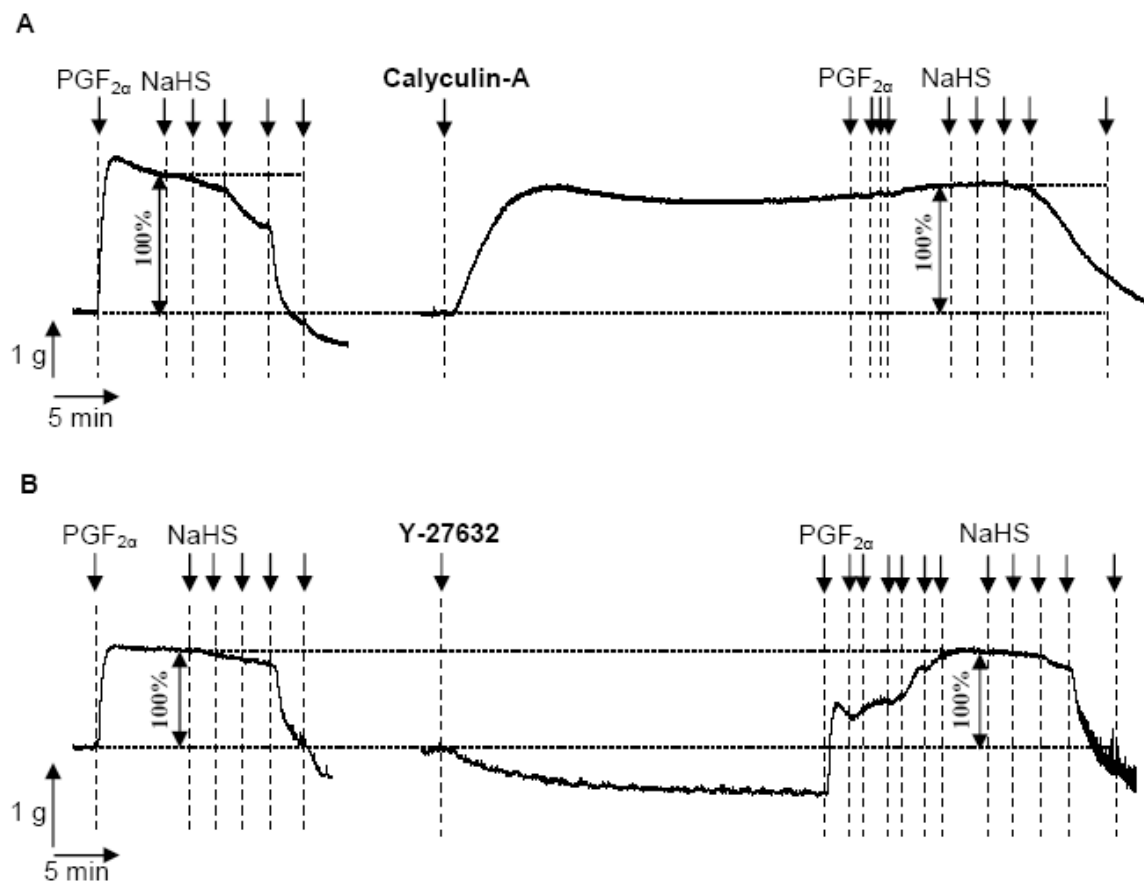 A
PGF2α NaHS Calyculin-A PGF2α NaHS
100% 100%
1 g
5 min
B
PGF2α NaHS Y-27632 PGF2α NaHS
100% 100%
1 g
5 min